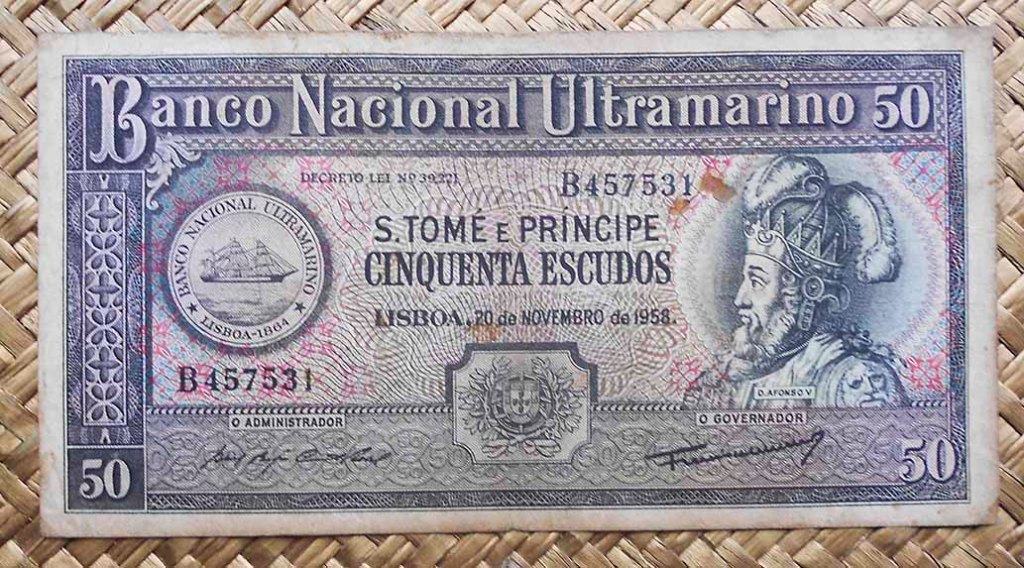 Banco Nacional Ultramarino 50
DECRETO LEI Nº 39.221
B457531
S. TOMÉ E PRÍNCIPE
CINQUENTA ESCUDOS
LISBOA, 20 de NOVEMBRO de 1958.
BANCO NACIONAL ULTRAMARINO
LISBOA-1864
B457531
D. AFONSO V
O ADMINISTRADOR
O GOVERNADOR
50
50